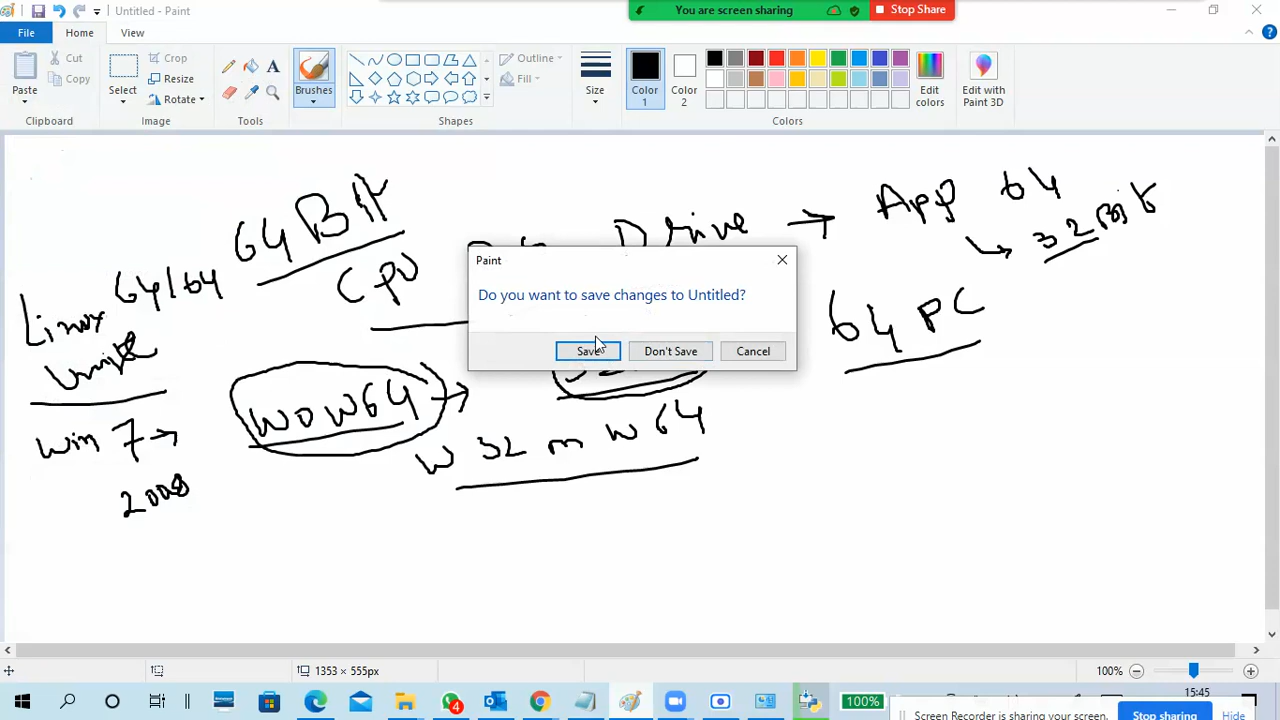 Untitled - Paint
You are screen sharing
Stop Share
File
Home
View
Paste
Cut
Copy
Clipboard
Select
Crop
Resize
Rotate
Image
Tools
Brushes
Outline
Fill
Shapes
Size
Color 1
Color 2
Edit colors
Colors
Edit with Paint 3D
64 Bit
CPU
Drive → App 64
32 Bit
64/64
Linux
Unix
64 PC
Paint
Do you want to save changes to Untitled?
Save
Don't Save
Cancel
WOW64 →
Win 7 →
2008
W 32 m W 64
1353 × 555px
100%
4
100%
15:45
Screen Recorder is sharing your screen.
Stop sharing
Hide